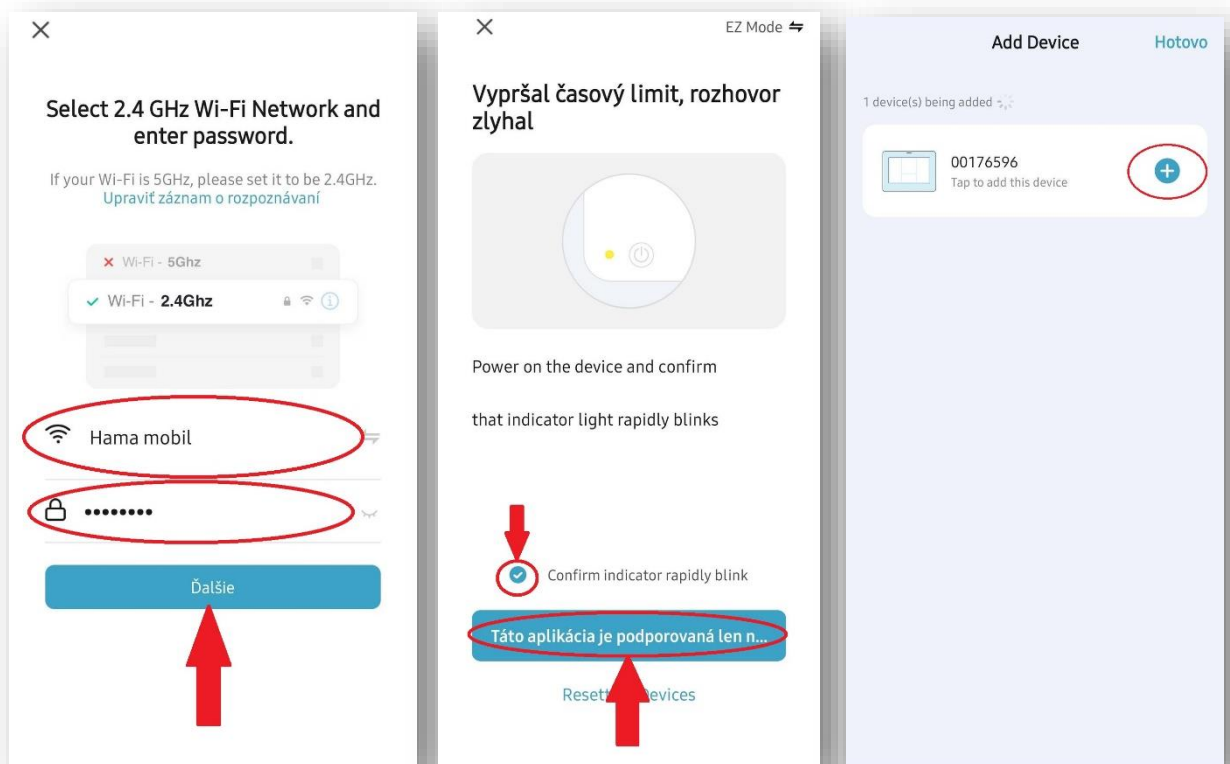 Select 2.4 GHz Wi-Fi Network and
enter password.
If your Wi-Fi is 5GHz, please set it to be 2.4GHz.
Upraviť záznam o rozpoznávaní
Wi-Fi - 5Ghz
Wi-Fi - 2.4Ghz
Hama mobil
Ďalšie
EZ Mode
Vypršal časový limit, rozhovor
zlyhal
Power on the device and confirm
that indicator light rapidly blinks
Confirm indicator rapidly blink
Táto aplikácia je podporovaná len n...
Add Device
Hotovo
1 device(s) being added
00176596
Tap to add this device